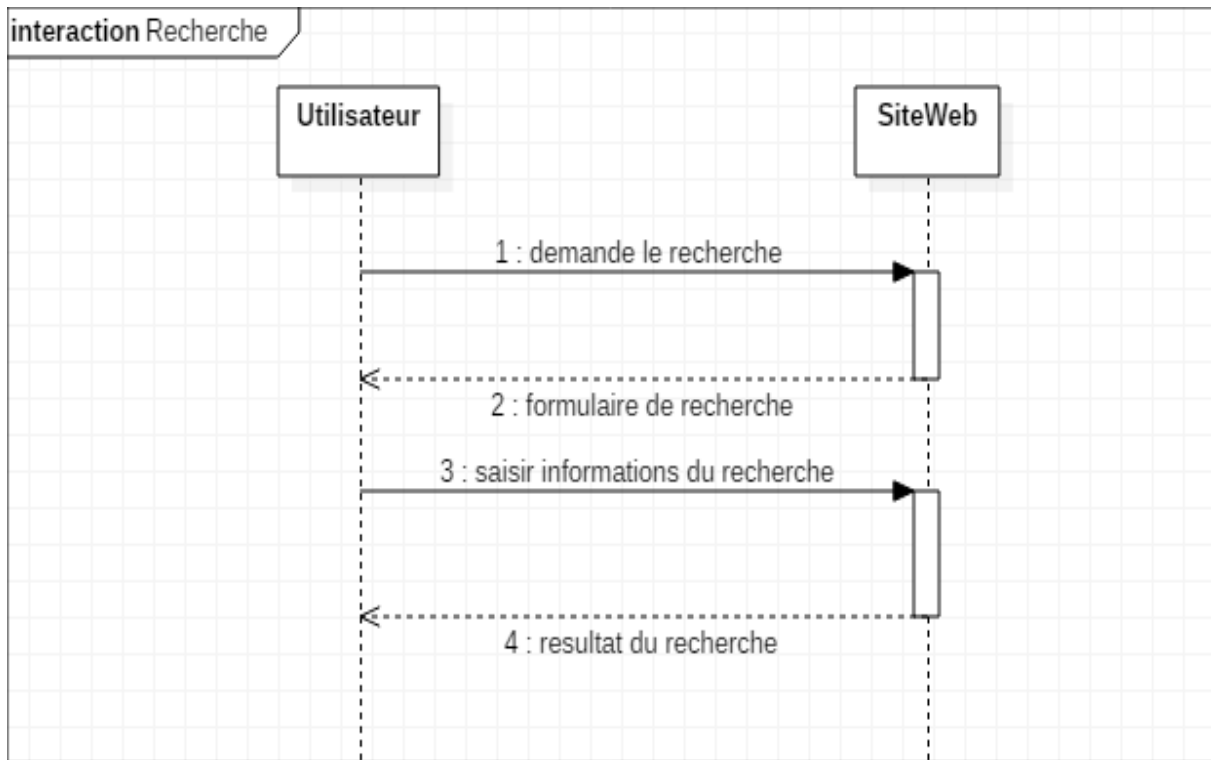 interaction Recherche
Utilisateur
SiteWeb
1 : demande le recherche
2 : formulaire de recherche
3 : saisir informations du recherche
4 : resultat du recherche